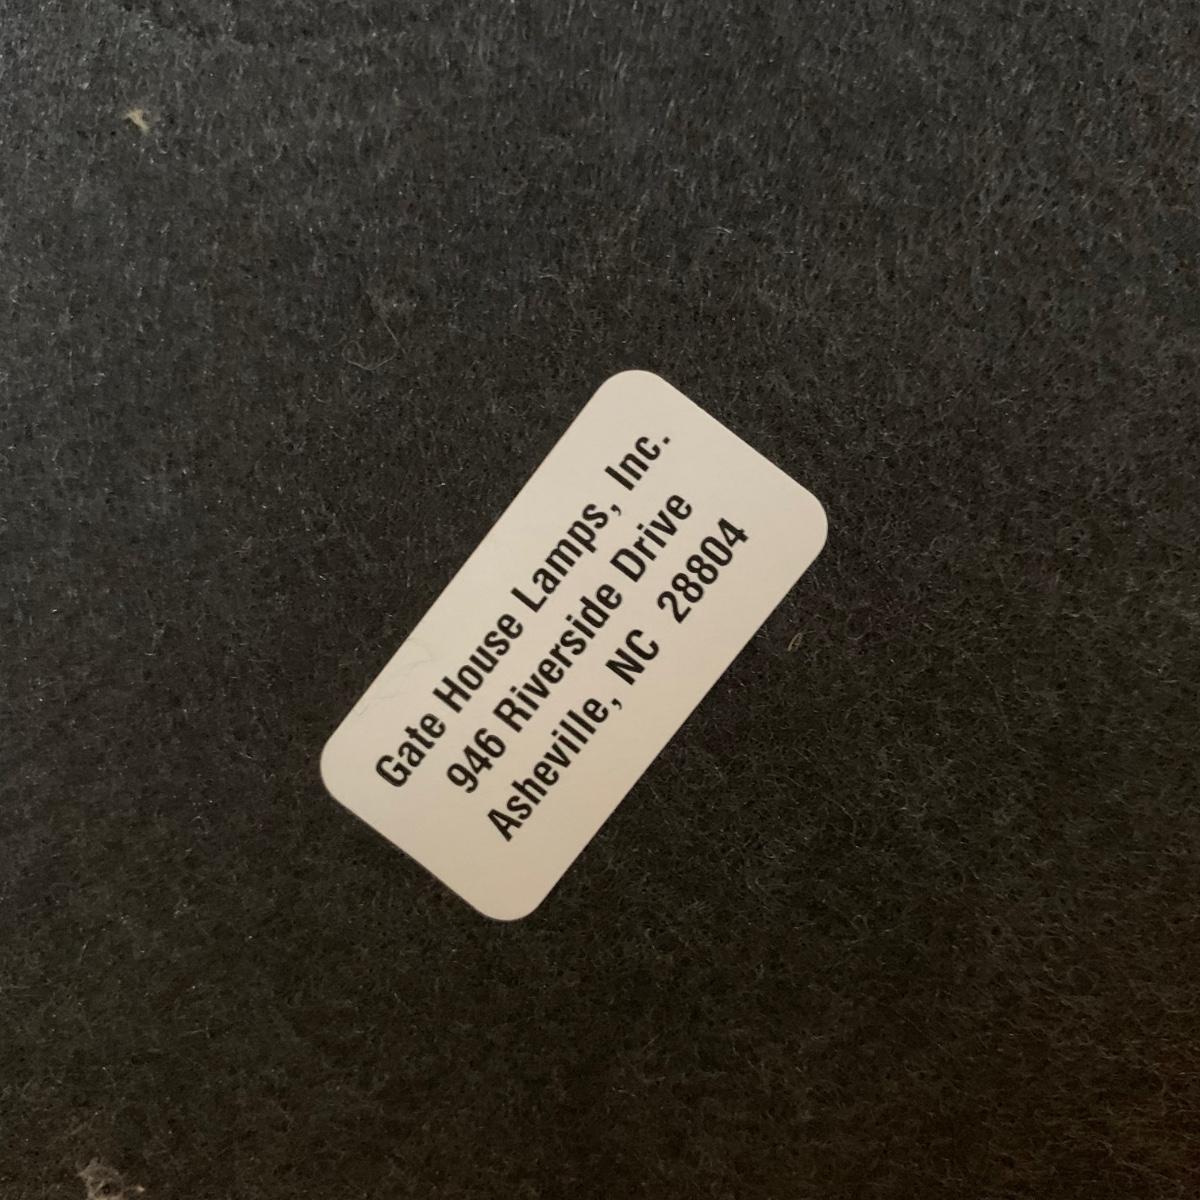 Gate House Lamps, Inc.
946 Riverside Drive
Asheville, NC 28804